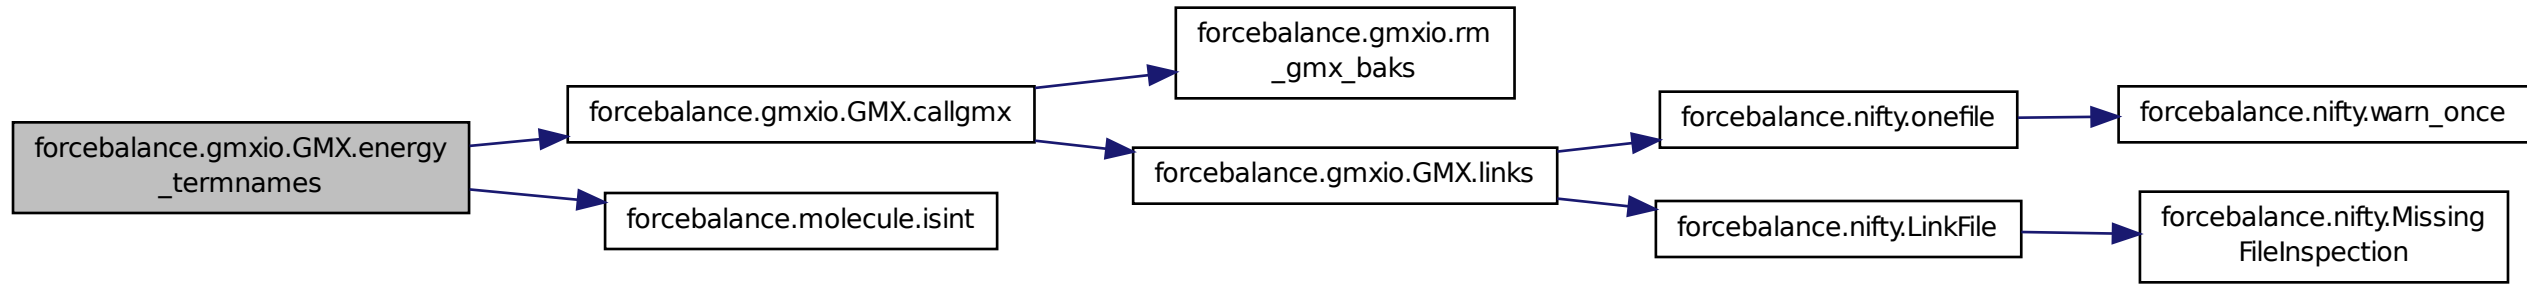 forcebalance.gmxio.GMX.energy
_termnames
forcebalance.gmxio.GMX.callgmx
forcebalance.molecule.isint
forcebalance.gmxio.rm
_gmx_baks
forcebalance.gmxio.GMX.links
forcebalance.nifty.onefile
forcebalance.nifty.LinkFile
forcebalance.nifty.warn_once
forcebalance.nifty.Missing
FileInspection